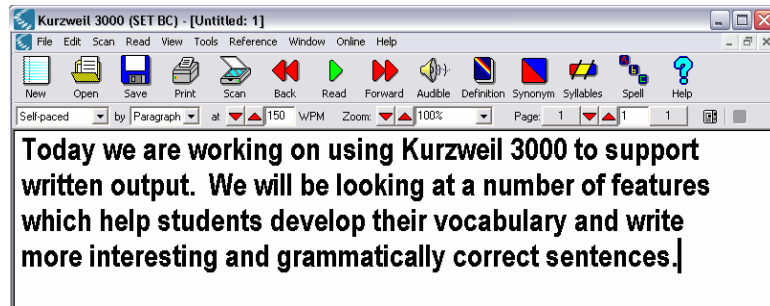 Kurzweil 3000 (SET BC) - [Untitled: 1]
File Edit Scan Read View Tools Reference Window Online Help
New Open Save Print Scan Back Read Forward Audible Definition Synonym Syllables Spell Help
Self-paced by Paragraph at 150 WPM Zoom: 100% Page: 1 1 1
Today we are working on using Kurzweil 3000 to support
written output. We will be looking at a number of features
which help students develop their vocabulary and write
more interesting and grammatically correct sentences.